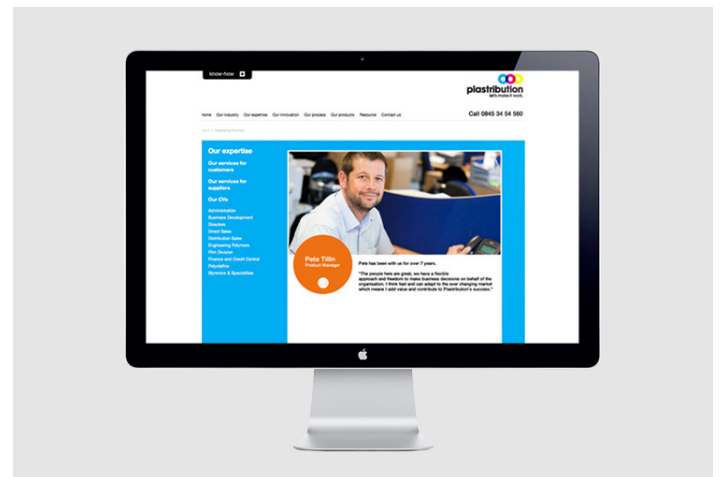 know-how
plastribution
let's make it work.
Home Our industry Our expertise Our innovation Our process Our products Resource Contact us
Call 0845 34 54 560
Our expertise
Our services for
customers
Our services for
suppliers
Our CVs
Administration
Business Development
Directors
Direct Sales
Distribution Sales
Engineering Polymers
Film Division
Finance and Credit Control
Polydefine
Styrenics & Specialities
Pete Tillin
Product Manager
Pete has been with us for over 7 years.
"The people here are great, we have a flexible
approach and freedom to make business decisions on behalf of the
organisation. I think fast and can adapt to the ever changing market
which means I add value and contribute to Plastribution's success."